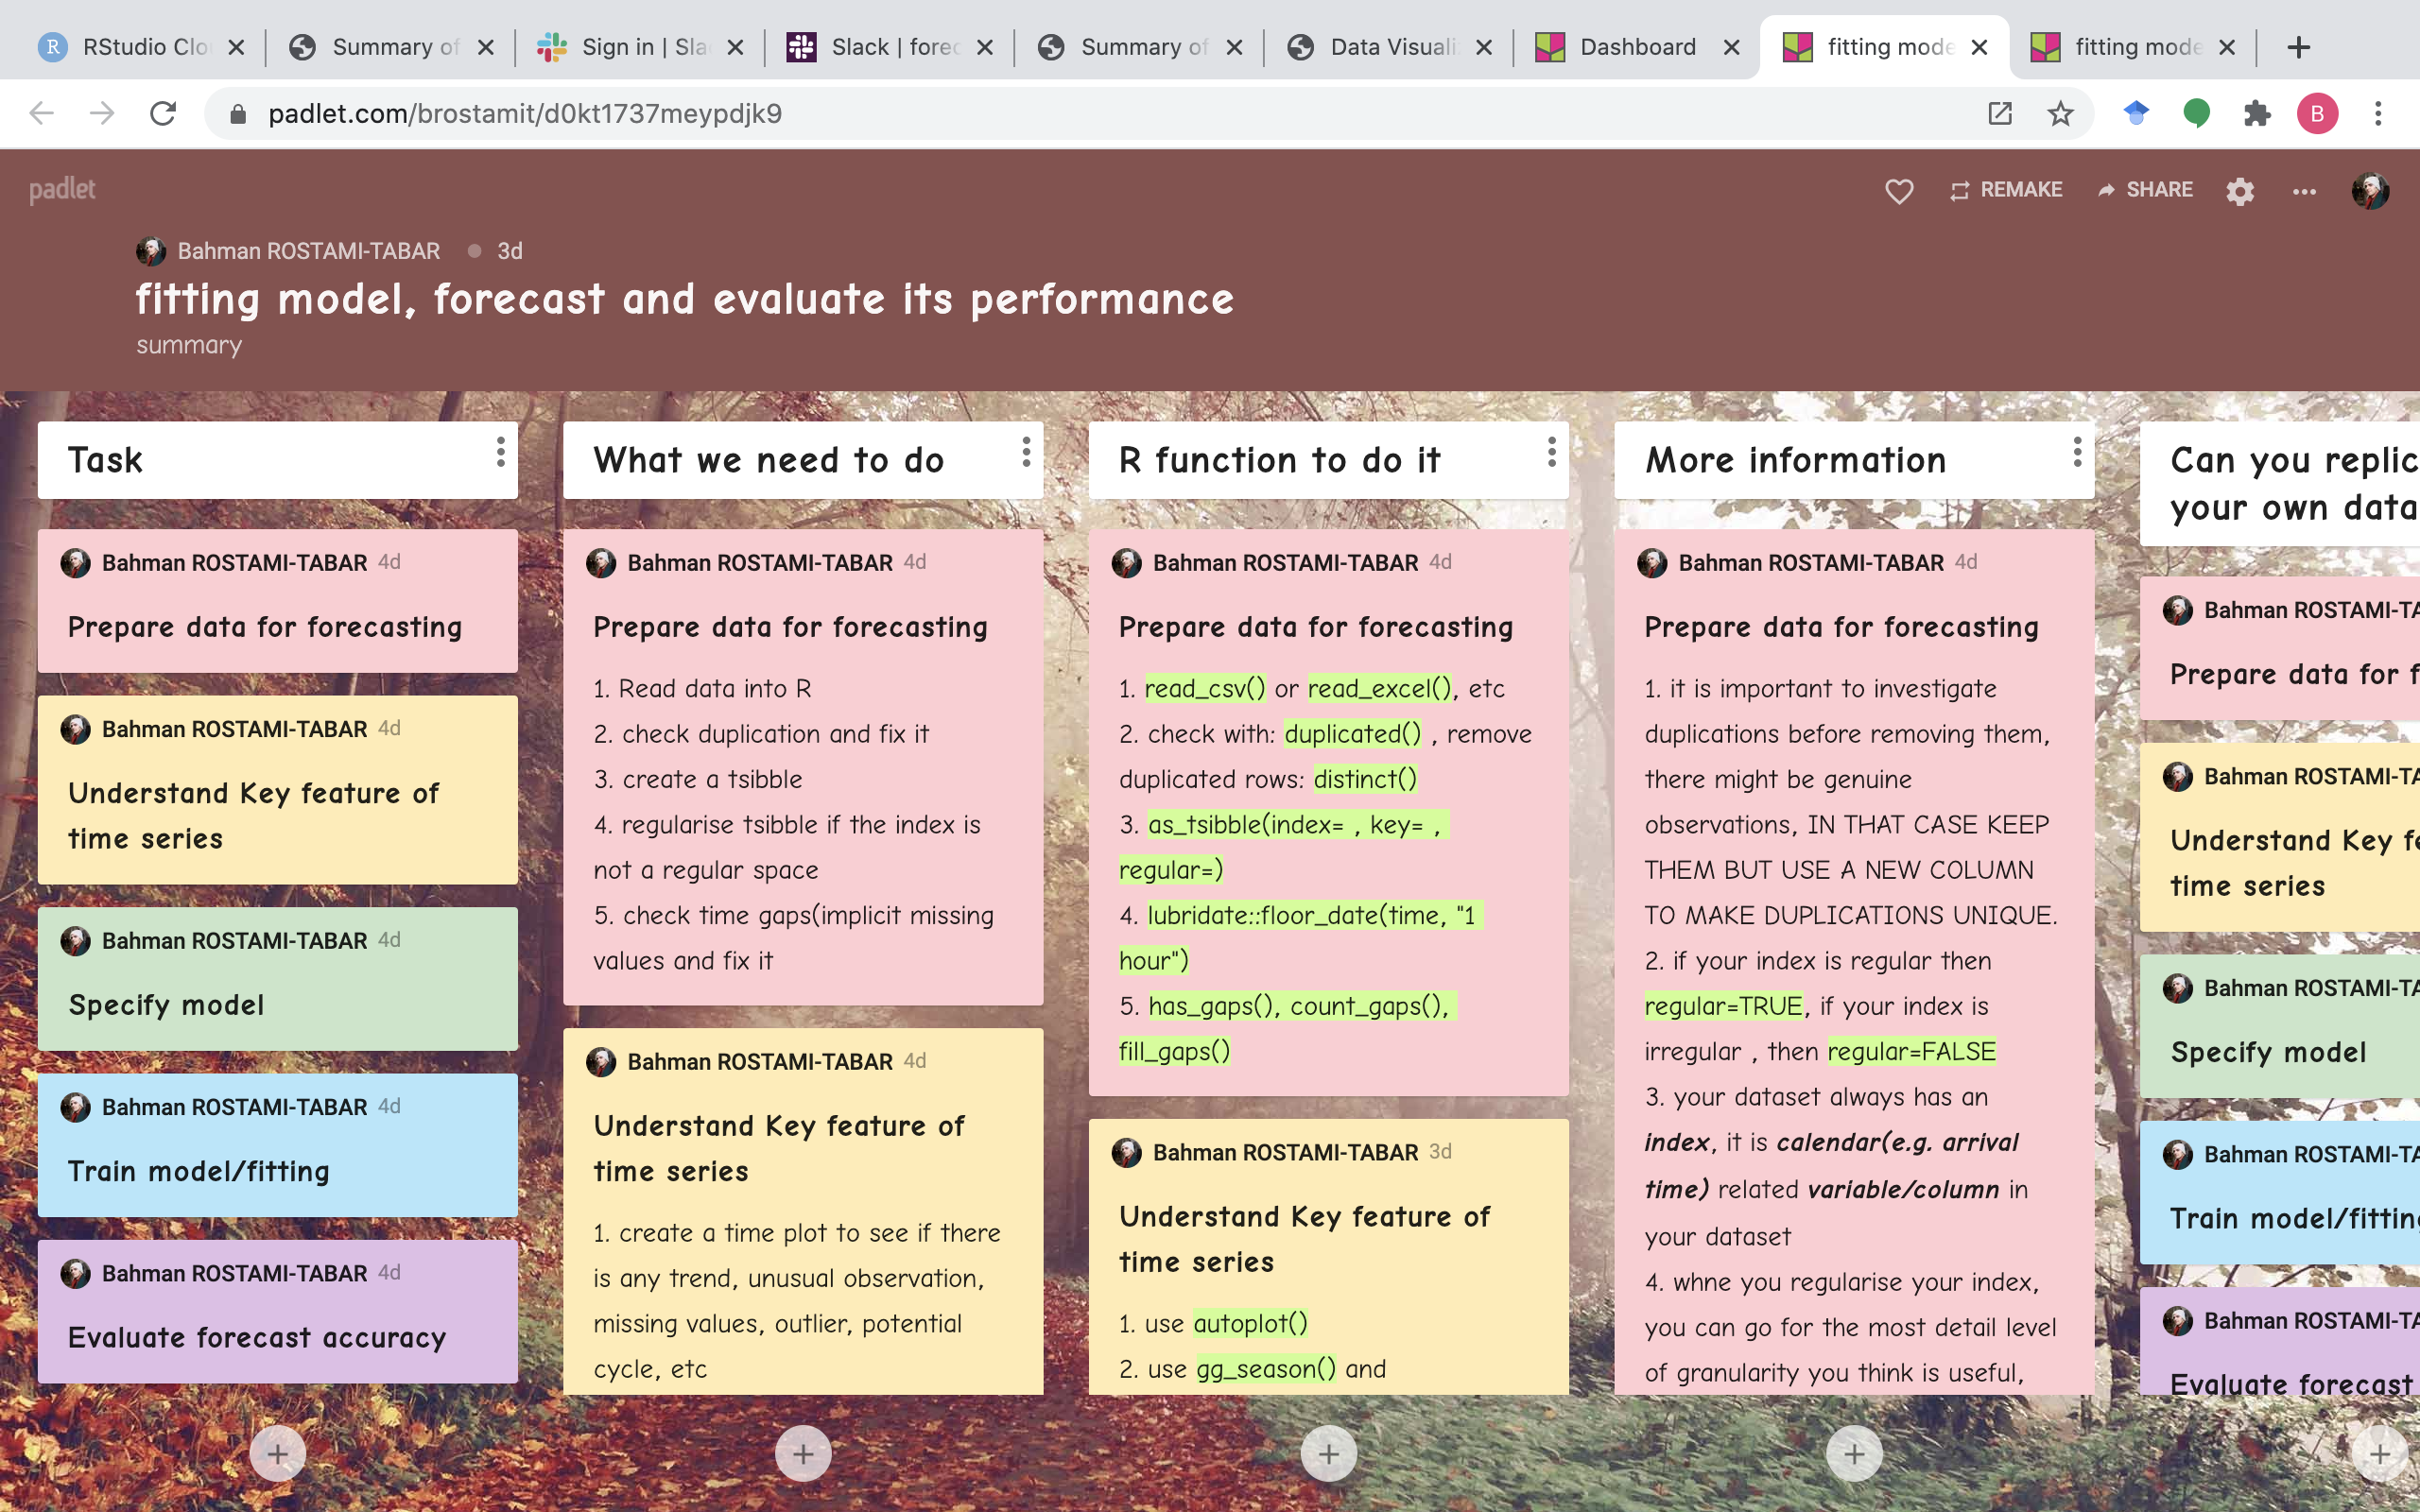 RStudio Clo
Summary of
Sign in | Sla
Slack | fore
Summary of
Data Visuali
Dashboard
fitting mode
fitting mode
padlet.com/brostamit/d0kt1737meypdjk9
B
padlet
REMAKE
SHARE
Bahman ROSTAMI-TABAR 3d
fitting model, forecast and evaluate its performance
summary
Task
Bahman ROSTAMI-TABAR 4d
Prepare data for forecasting
Bahman ROSTAMI-TABAR 4d
Understand Key feature of
time series
Bahman ROSTAMI-TABAR 4d
Specify model
Bahman ROSTAMI-TABAR 4d
Train model/fitting
Bahman ROSTAMI-TABAR 4d
Evaluate forecast accuracy
What we need to do
Bahman ROSTAMI-TABAR 4d
Prepare data for forecasting
1. Read data into R
2. check duplication and fix it
3. create a tsibble
4. regularise tsibble if the index is
not a regular space
5. check time gaps(implicit missing
values and fix it
Bahman ROSTAMI-TABAR 4d
Understand Key feature of
time series
1. create a time plot to see if there
is any trend, unusual observation,
missing values, outlier, potential
cycle, etc
R function to do it
Bahman ROSTAMI-TABAR 4d
Prepare data for forecasting
1. read_csv() or read_excel(), etc
2. check with: duplicated() , remove
duplicated rows: distinct()
3. as_tsibble(index= , key= ,
regular=)
4. lubridate::floor_date(time, "1
hour")
5. has_gaps(), count_gaps(),
fill_gaps()
Bahman ROSTAMI-TABAR 3d
Understand Key feature of
time series
1. use autoplot()
2. use gg_season() and
More information
Bahman ROSTAMI-TABAR 4d
Prepare data for forecasting
1. it is important to investigate
duplications before removing them,
there might be genuine
observations, IN THAT CASE KEEP
THEM BUT USE A NEW COLUMN
TO MAKE DUPLICATIONS UNIQUE.
2. if your index is regular then
regular=TRUE, if your index is
irregular , then regular=FALSE
3. your dataset always has an
index, it is calendar(e.g. arrival
time) related variable/column in
your dataset
4. whne you regularise your index,
you can go for the most detail level
of granularity you think is useful,
Can you replic
your own data
Bahman ROSTAMI-TA
Prepare data for f
Bahman ROSTAMI-TA
Understand Key fe
time series
Bahman ROSTAMI-TA
Specify model
Bahman ROSTAMI-TA
Train model/fitting
Bahman ROSTAMI-TA
Evaluate forecast